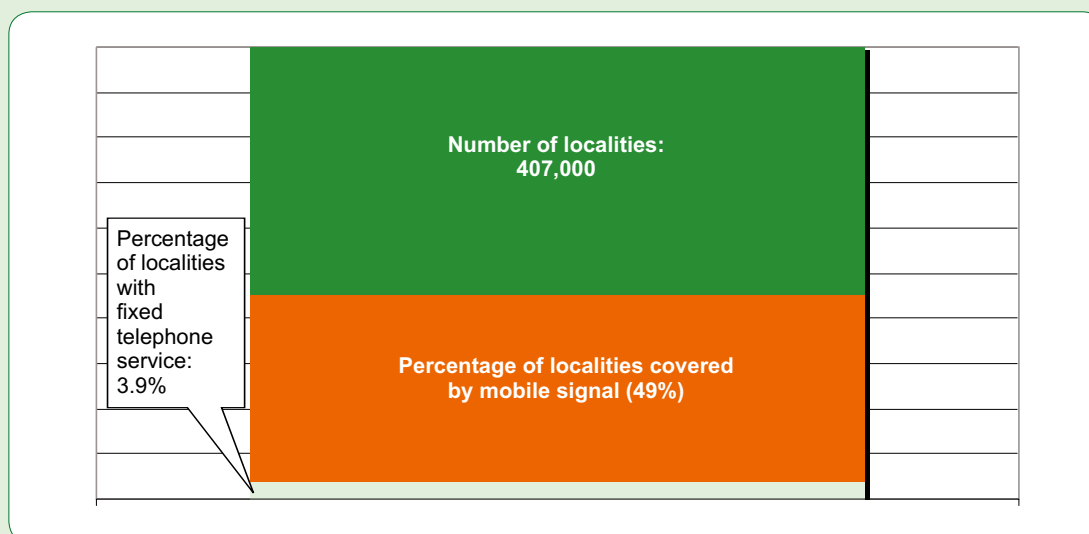 Number of localities:
407,000
Percentage
of localities
with
fixed
telephone
service:
3.9%
Percentage of localities covered
by mobile signal (49%)